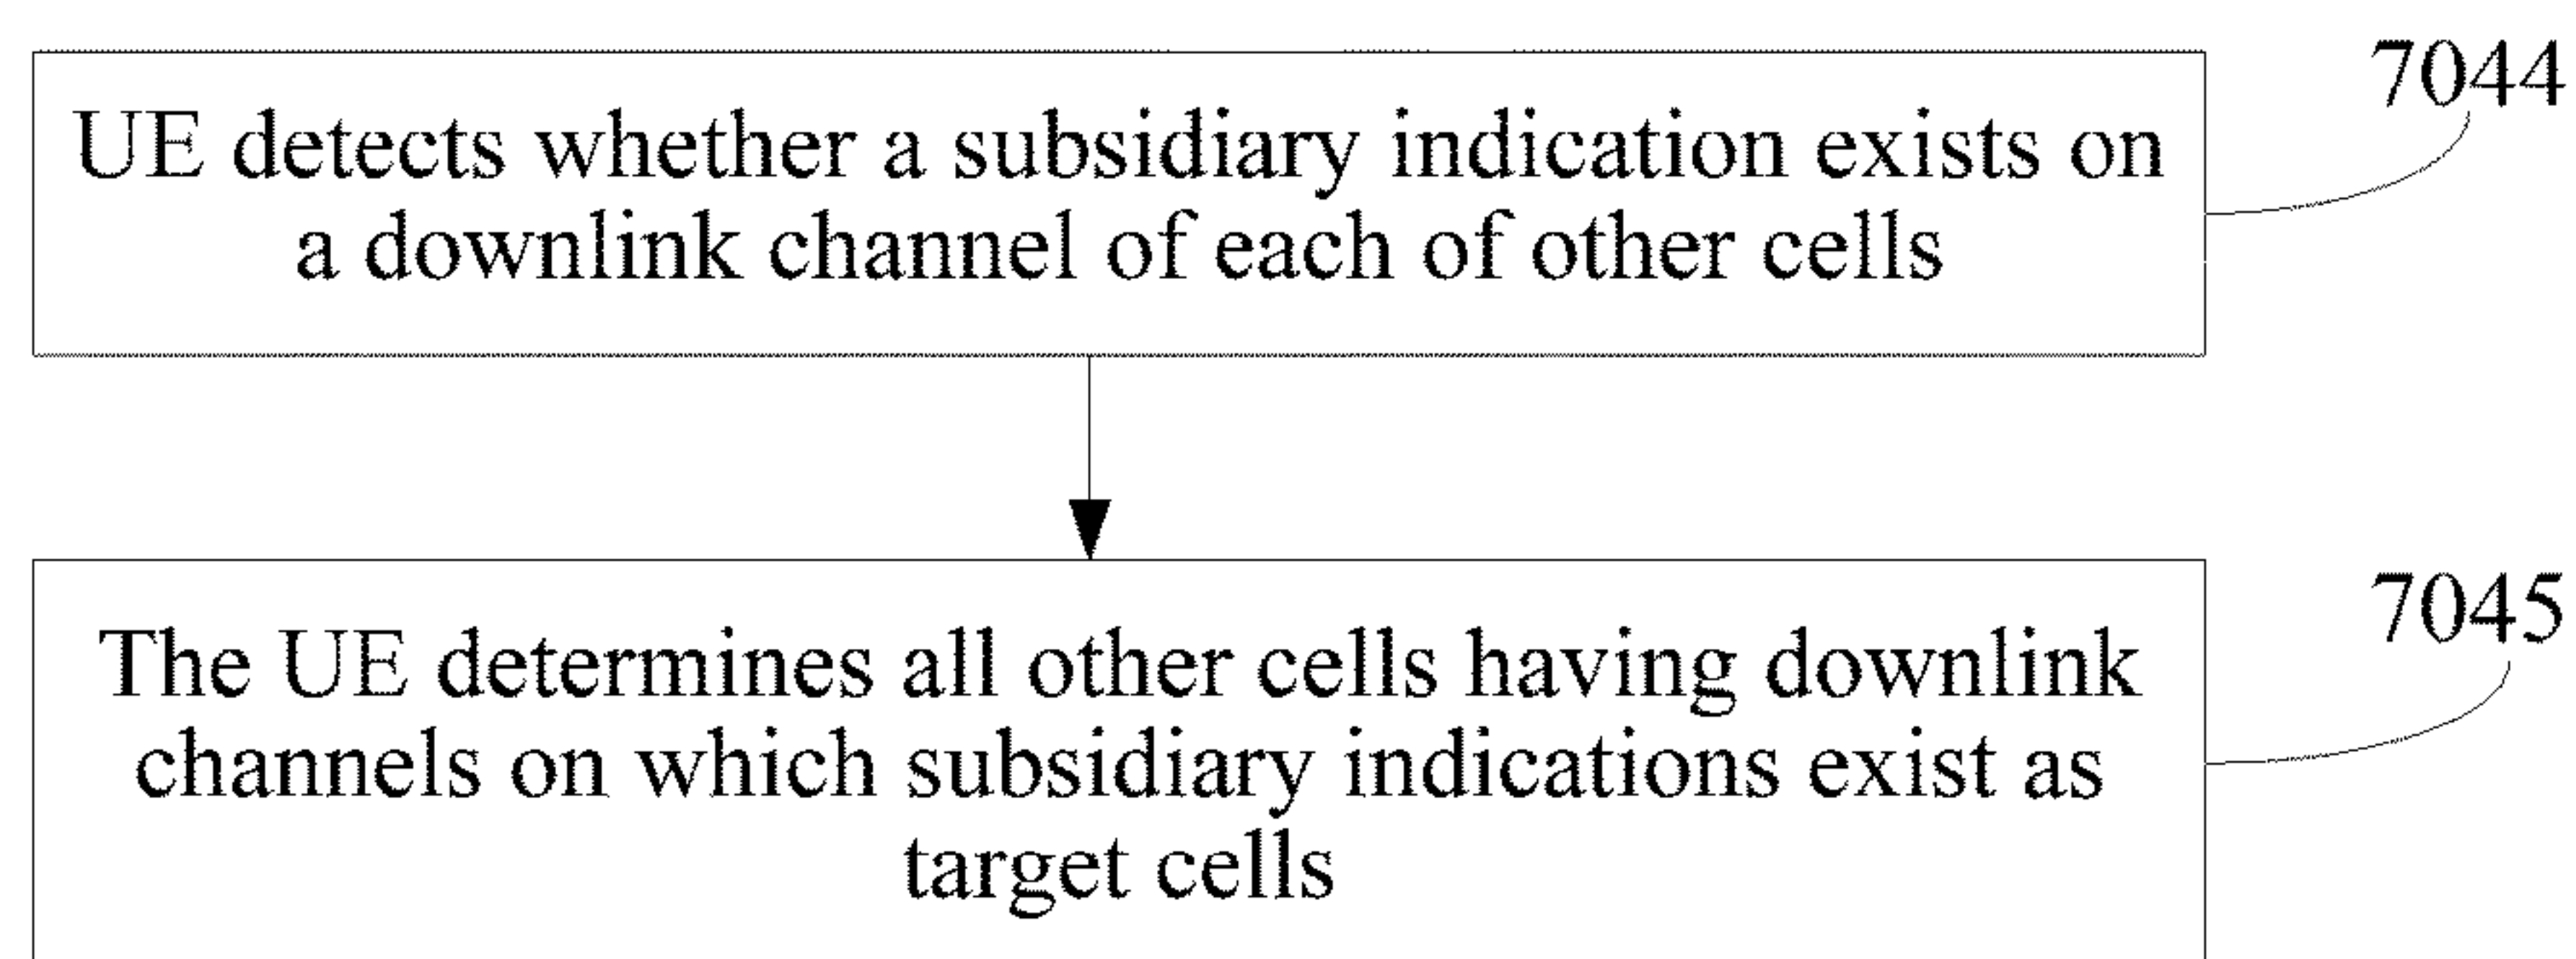 7044
UE detects whether a subsidiary indication exists on
a downlink channel of each of other cells
7045
The UE determines all other cells having downlink
channels on which subsidiary indications exist as
target cells